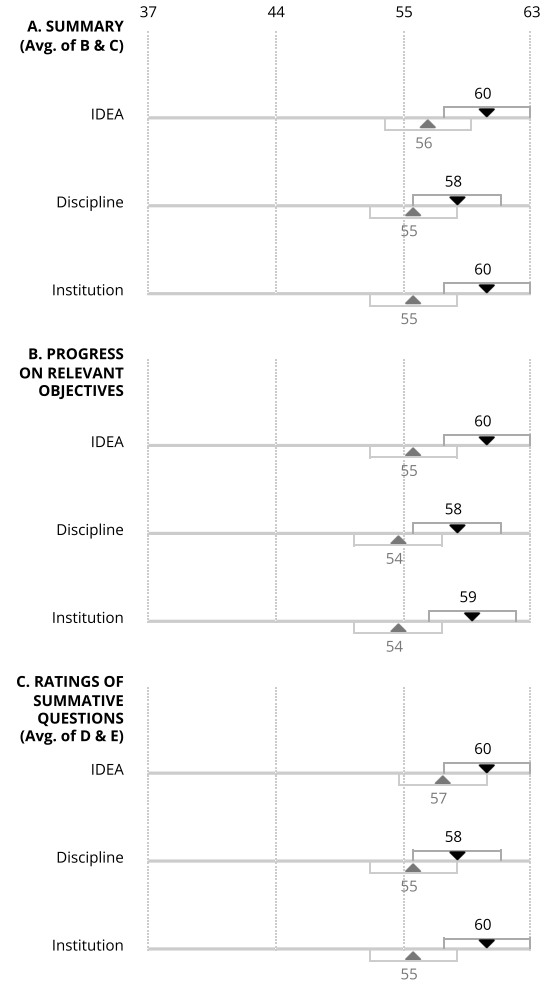 37 44 55 63
A. SUMMARY
(Avg. of B & C)
60
IDEA
56
58
Discipline
55
60
Institution
55
B. PROGRESS
ON RELEVANT
OBJECTIVES
60
IDEA
55
58
Discipline
54
59
Institution
54
C. RATINGS OF
SUMMATIVE
QUESTIONS
(Avg. of D & E)
60
IDEA
57
58
Discipline
55
60
Institution
55